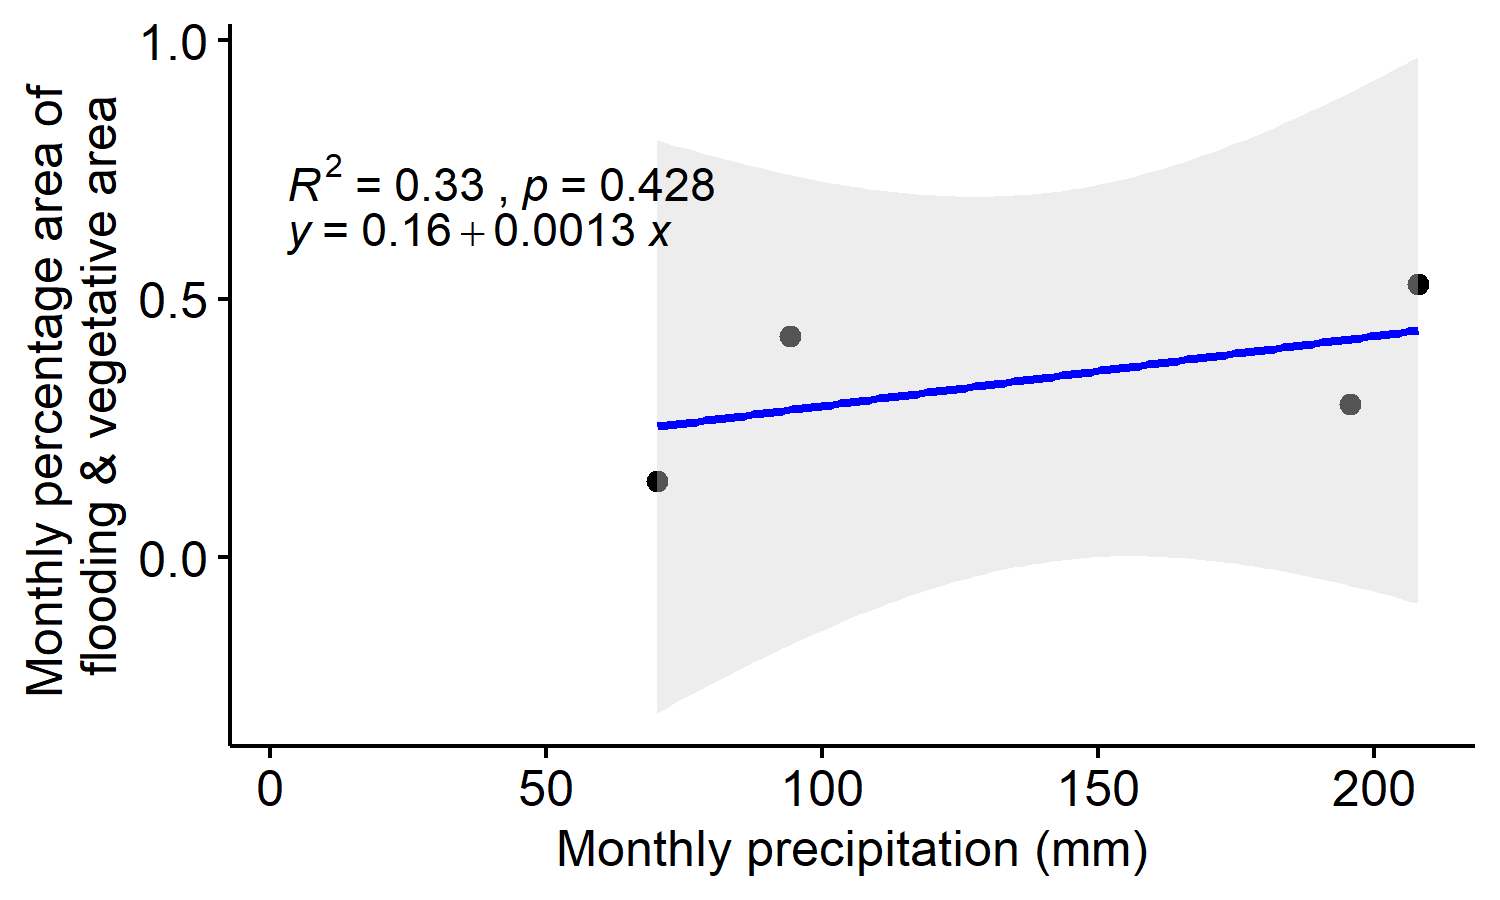 Monthly percentage area of
flooding & vegetative area
1.0
0.5
0.0
R² = 0.33 , p = 0.428
y = 0.16 + 0.0013 x
0 50 100 150 200
Monthly precipitation (mm)